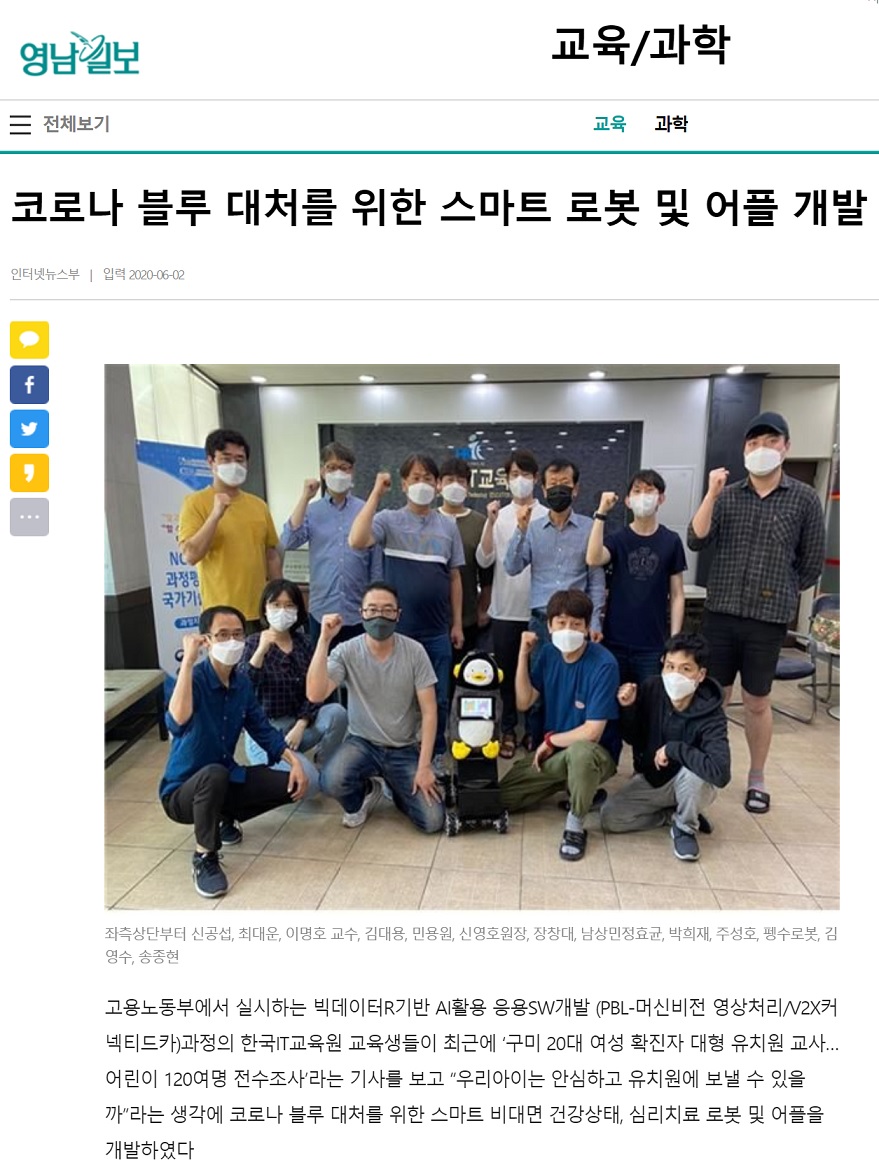 영남일보
교육/과학
전체보기
교육 과학
코로나 블루 대처를 위한 스마트 로봇 및 어플 개발
인터넷뉴스부 | 입력 2020-06-02
IT교육
과정평
국가기
좌측상단부터 신공섭, 최대운, 이명호 교수, 김대용, 민용원, 신영호원장, 장창대, 남상민정효균, 박희재, 주성호, 펭수로봇, 김
영수, 송종현
고용노동부에서 실시하는 빅데이터R기반 AI활용 응용SW개발 (PBL-머신비전 영상처리/V2X커
넥티드카)과정의 한국IT교육원 교육생들이 최근에 ‘구미 20대 여성 확진자 대형 유치원 교사...
어린이 120여명 전수조사’라는 기사를 보고 “우리아이는 안심하고 유치원에 보낼 수 있을
까”라는 생각에 코로나 블루 대처를 위한 스마트 비대면 건강상태, 심리치료 로봇 및 어플을
개발하였다